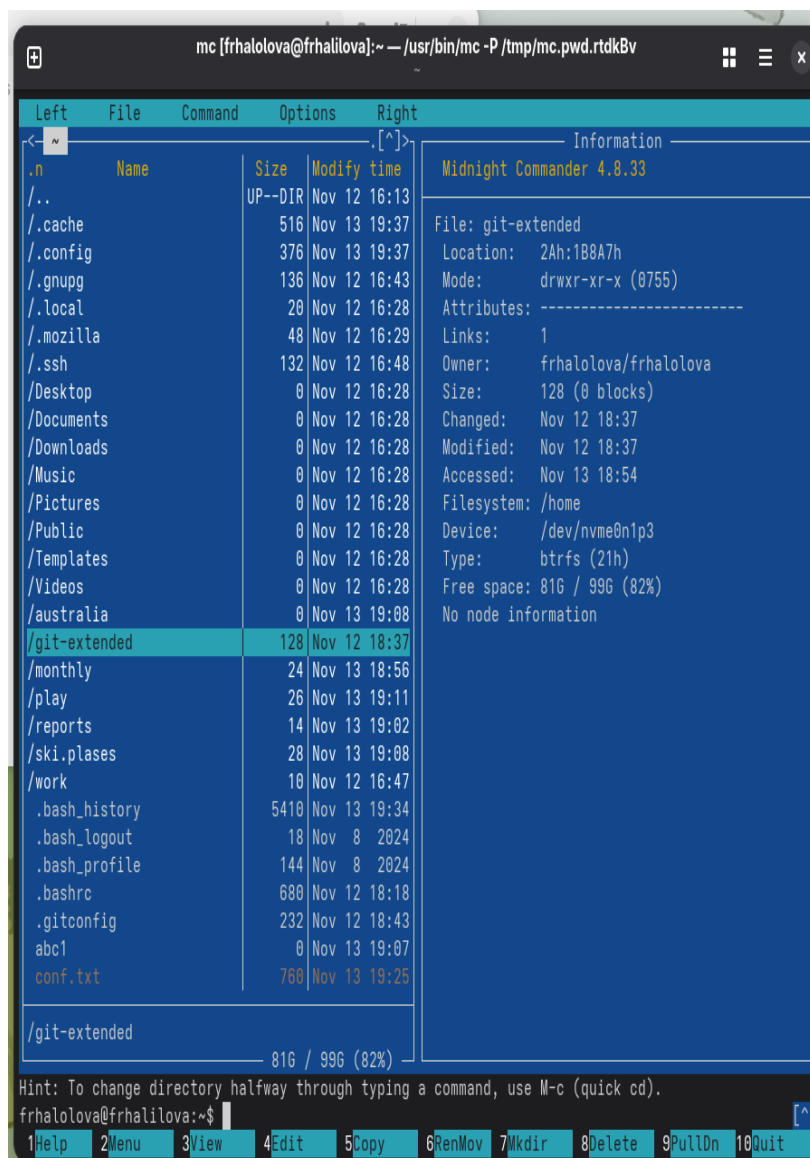 mc [frhalolova@frhalilova]:~ — /usr/bin/mc -P /tmp/mc.pwd.rtdkBv
~
Left File Command Options Right
<- ~ .[^]> Information
.n Name Size Modify time Midnight Commander 4.8.33
/.. UP--DIR Nov 12 16:13
/.cache 516 Nov 13 19:37 File: git-extended
/.config 376 Nov 13 19:37 Location: 2Ah:1B8A7h
/.gnupg 136 Nov 12 16:43 Mode: drwxr-xr-x (0755)
/.local 20 Nov 12 16:28 Attributes: -------------------------
/.mozilla 48 Nov 12 16:29 Links: 1
/.ssh 132 Nov 12 16:48 Owner: frhalolova/frhalolova
/Desktop 0 Nov 12 16:28 Size: 128 (0 blocks)
/Documents 0 Nov 12 16:28 Changed: Nov 12 18:37
/Downloads 0 Nov 12 16:28 Modified: Nov 12 18:37
/Music 0 Nov 12 16:28 Accessed: Nov 13 18:54
/Pictures 0 Nov 12 16:28 Filesystem: /home
/Public 0 Nov 12 16:28 Device: /dev/nvme0n1p3
/Templates 0 Nov 12 16:28 Type: btrfs (21h)
/Videos 0 Nov 12 16:28 Free space: 81G / 99G (82%)
/australia 0 Nov 13 19:08 No node information
/git-extended 128 Nov 12 18:37
/monthly 24 Nov 13 18:56
/play 26 Nov 13 19:11
/reports 14 Nov 13 19:02
/ski.plases 28 Nov 13 19:08
/work 10 Nov 12 16:47
.bash_history 5410 Nov 13 19:34
.bash_logout 18 Nov 8 2024
.bash_profile 144 Nov 8 2024
.bashrc 680 Nov 12 18:18
.gitconfig 232 Nov 12 18:43
abc1 0 Nov 13 19:07
conf.txt 760 Nov 13 19:25
/git-extended
81G / 99G (82%)
Hint: To change directory halfway through typing a command, use M-c (quick cd).
frhalolova@frhalilova:~$ [^
1Help 2Menu 3View 4Edit 5Copy 6RenMov 7Mkdir 8Delete 9PullDn 10Quit